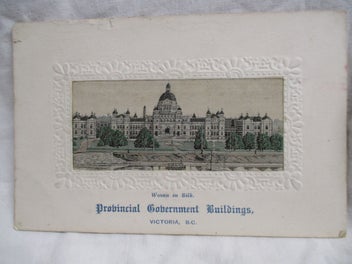 Woven in Silk.
Provincial Government Buildings,
VICTORIA, B.C.